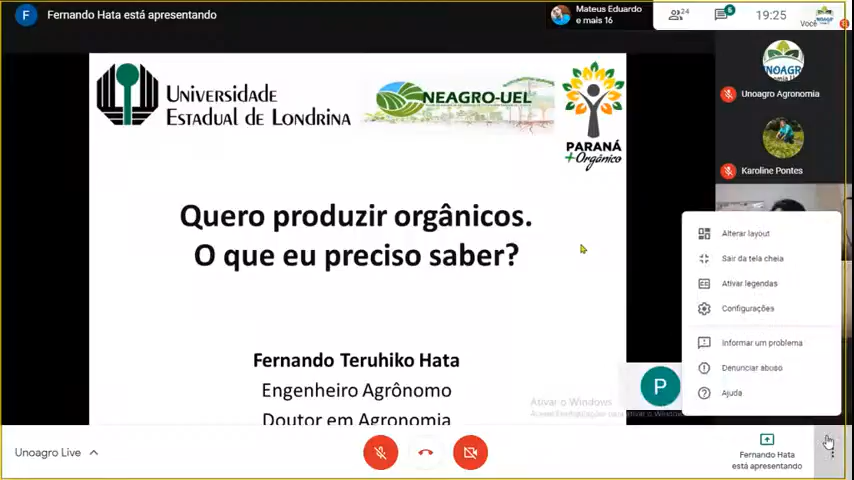 F Fernando Hata está apresentando
Mateus Eduardo
e mais 16
24
6
19:25
Você
UNIVERSIDADE
ESTADUAL DE LONDRINA
NEAGRO-UEL
PARANÁ
+Orgânico
NOAGR
Unoagro Agronomia
Karoline Pontes
Quero produzir orgânicos.
O que eu preciso saber?
Alterar layout
Sair da tela cheia
Ativar legendas
Configurações
Informar um problema
Denunciar abuso
Ajuda
Fernando Teruhiko Hata
Engenheiro Agrônomo
Doutor em Agronomia
P
Ativar o Windows
Unoagro Live
Fernando Hata
está apresentando